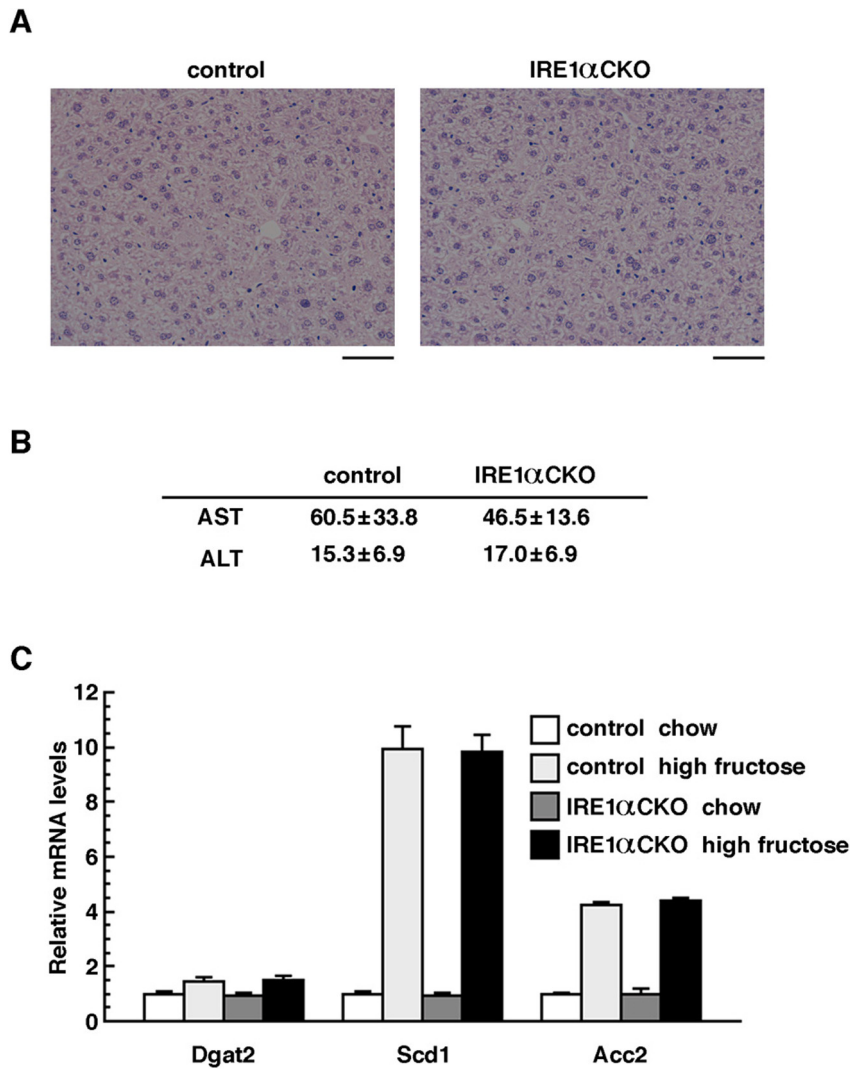 A
control IRE1αCKO
B
control IRE1αCKO
AST 60.5±33.8 46.5±13.6
ALT 15.3±6.9 17.0±6.9
C
Relative mRNA levels
12
10
8
6
4
2
0
control chow
control high fructose
IRE1αCKO chow
IRE1αCKO high fructose
Dgat2 Scd1 Acc2